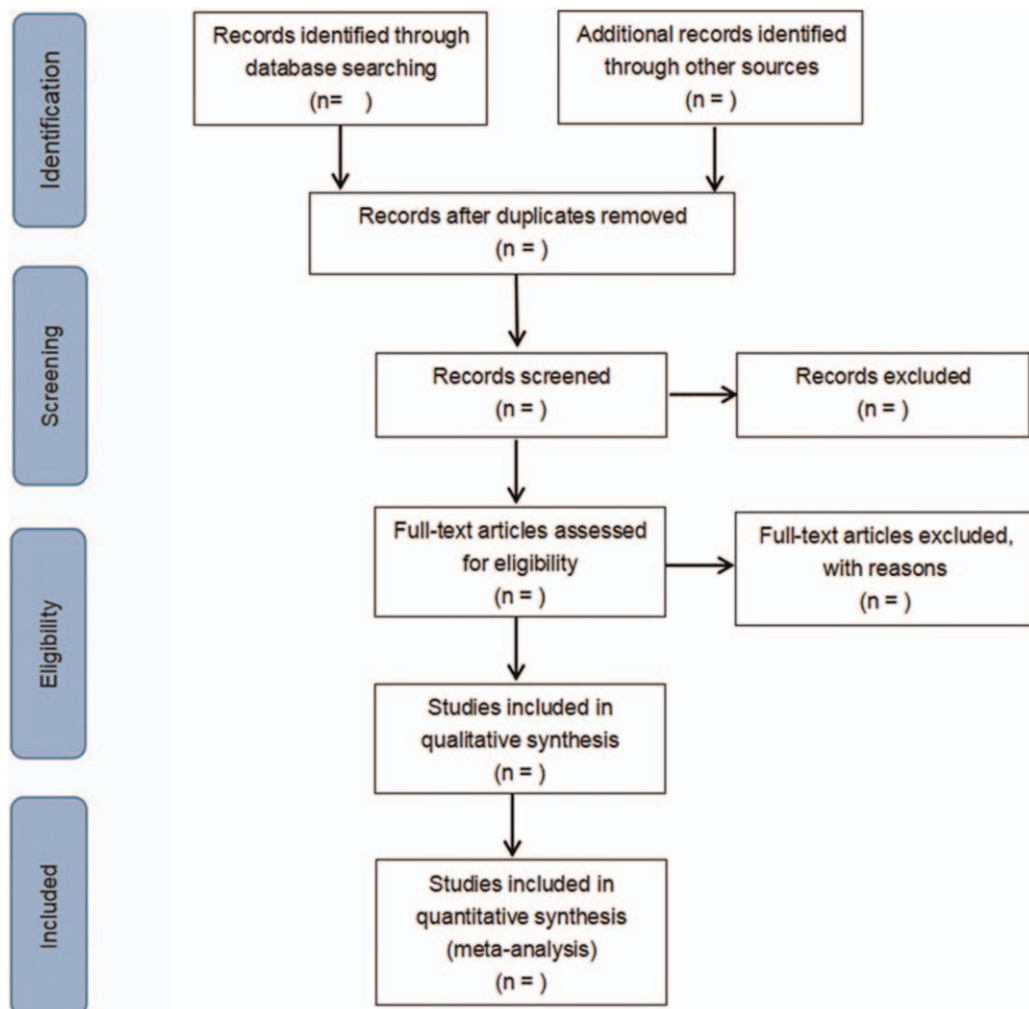 Identification
Records identified through
database searching
(n=   )
Additional records identified
through other sources
(n = )
Records after duplicates removed
(n = )
Screening
Records screened
(n = )
Records excluded
(n = )
Eligibility
Full-text articles assessed
for eligibility
(n = )
Full-text articles excluded,
with reasons
(n = )
Studies included in
qualitative synthesis
(n = )
Included
Studies included in
quantitative synthesis
(meta-analysis)
(n = )